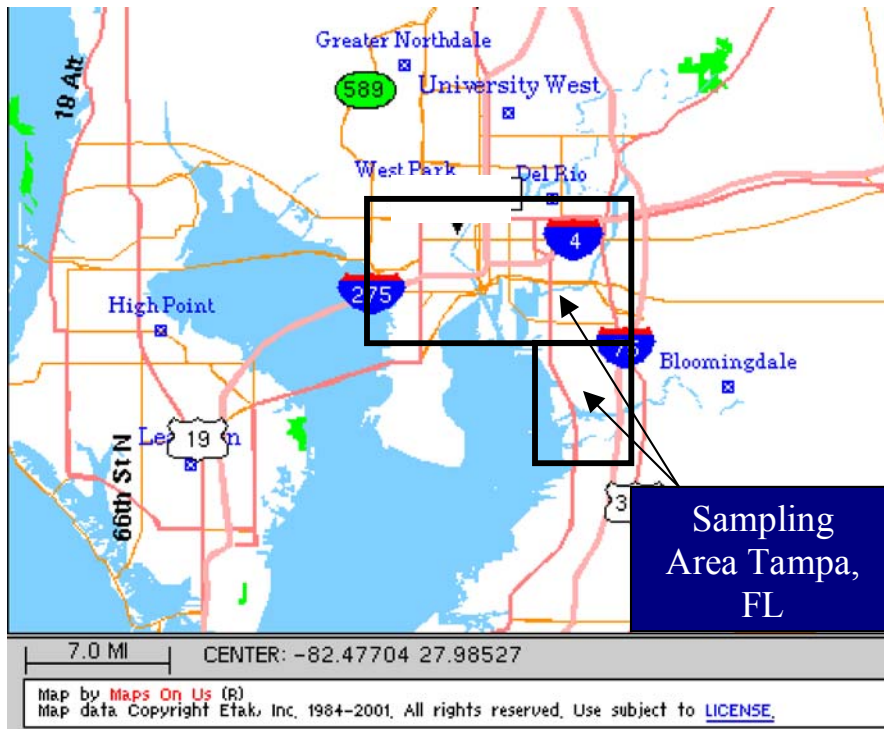 Greater Northdale
18 Alt
589
University West
West Park
Del Rio
4
275
High Point
75
Bloomingdale
19
66th St N
3
Sampling
Area Tampa,
FL
7.0 MI
CENTER: -82.47704 27.98527
Map by Maps On Us (R)
Map data Copyright Etak, Inc. 1984-2001. All rights reserved. Use subject to LICENSE.